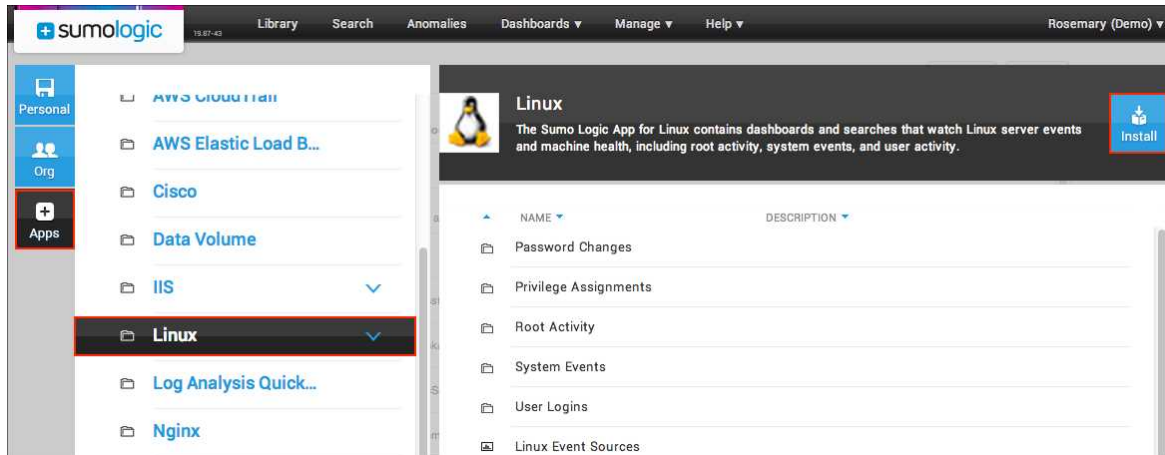 sumologic 19.87-43 Library Search Anomalies Dashboards Manage Help Rosemary (Demo)
Personal
Org
Apps
AWS CloudTrail
AWS Elastic Load B...
Cisco
Data Volume
IIS
Linux
Log Analysis Quick...
Nginx
Linux
The Sumo Logic App for Linux contains dashboards and searches that watch Linux server events
and machine health, including root activity, system events, and user activity.
Install
NAME DESCRIPTION
Password Changes
Privilege Assignments
Root Activity
System Events
User Logins
Linux Event Sources